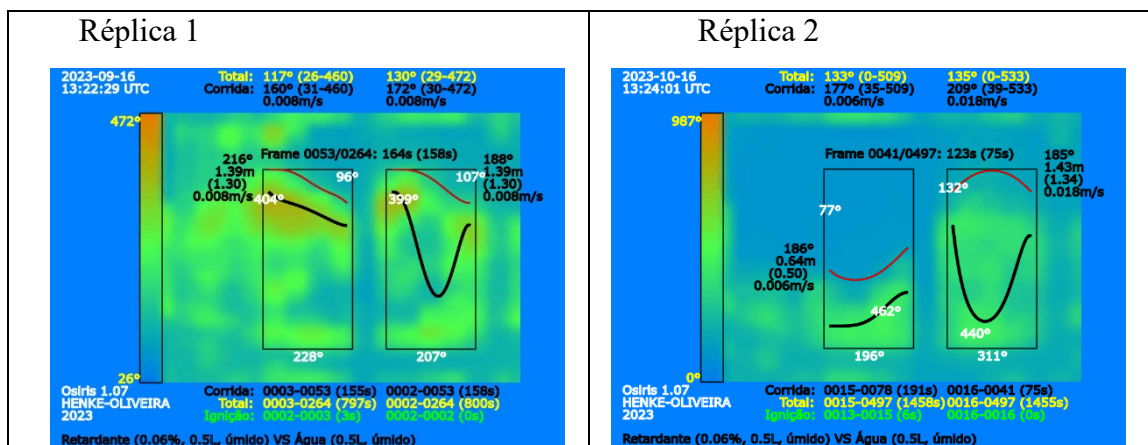 Réplica 1
2023-09-16 Total: 117° (26-460) 130° (29-472)
13:22:29 UTC Corrida: 160° (31-460) 172° (30-472)
0.008m/s 0.008m/s
472°
Frame 0053/0264: 164s (158s)
216° 188°
1.39m 96° 107° 1.39m
(1.30) (1.30)
0.008m/s 404° 399° 0.008m/s
228° 207°
26°
Osiris 1.07 Corrida: 0003-0053 (155s) 0002-0053 (158s)
HENKE-OLIVEIRA Total: 0003-0264 (797s) 0002-0264 (800s)
2023 Ignição: 0002-0003 (3s) 0002-0002 (0s)
Retardante (0.06%, 0.5L, úmido) VS Água (0.5L, úmido)
Réplica 2
2023-10-16 Total: 133° (0-509) 135° (0-533)
13:24:01 UTC Corrida: 177° (35-509) 209° (39-533)
0.006m/s 0.018m/s
987°
Frame 0041/0497: 123s (75s)
185°
1.43m
132° (1.34)
0.018m/s
77°
186°
0.64m
(0.50)
0.006m/s
462°
440°
196° 311°
0°
Osiris 1.07 Corrida: 0015-0078 (191s) 0016-0041 (75s)
HENKE-OLIVEIRA Total: 0015-0497 (1458s) 0016-0497 (1455s)
2023 Ignição: 0013-0015 (6s) 0016-0016 (0s)
Retardante (0.06%, 0.5L, úmido) VS Água (0.5L, úmido)